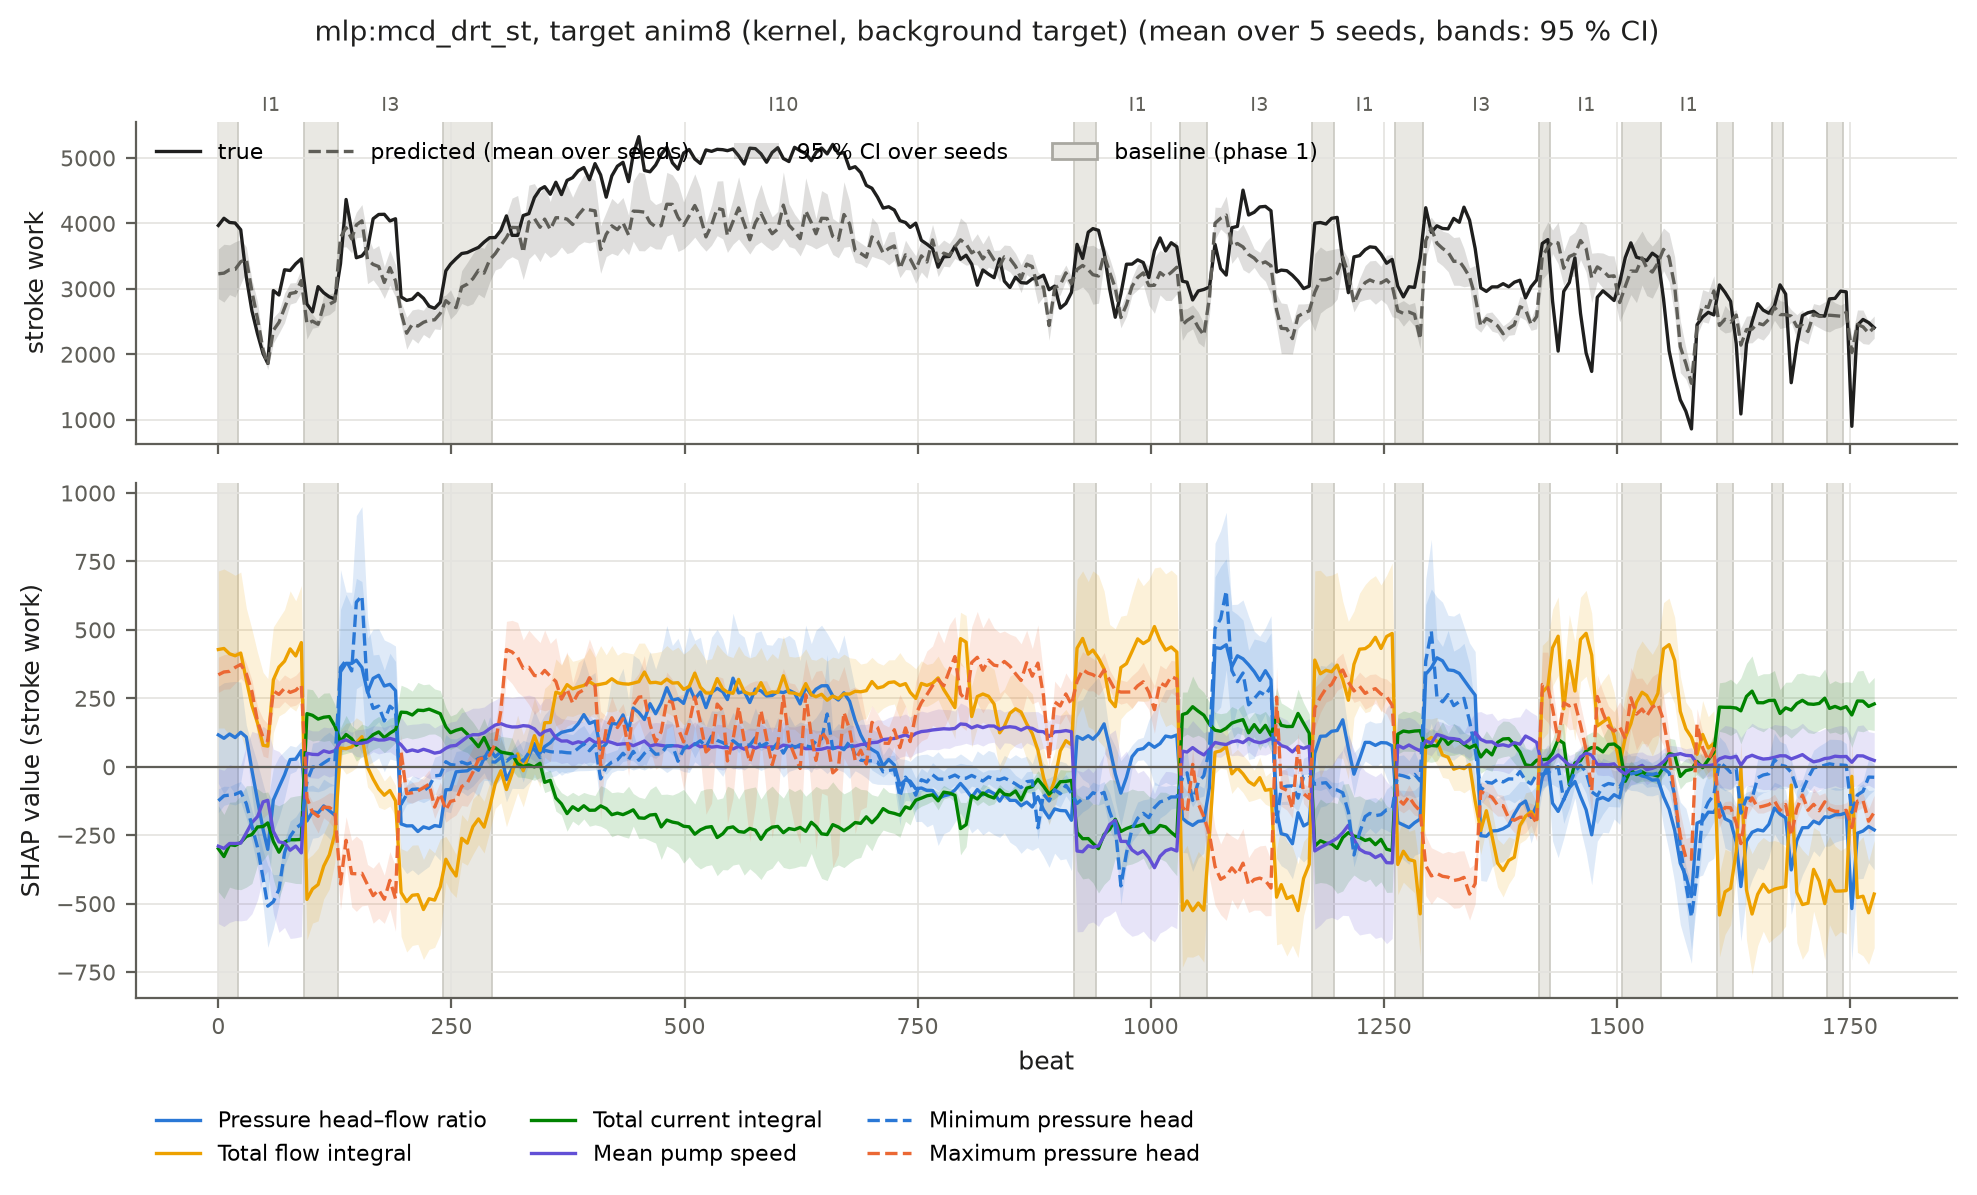 mlp:mcd_drt_st, target anim8 (kernel, background target) (mean over 5 seeds, bands: 95 % CI)
I1 I3 I10 I1 I3 I1 I3 I1 I1
true predicted (mean over seeds) 95 % CI over seeds baseline (phase 1)
stroke work
5000
4000
3000
2000
1000
SHAP value (stroke work)
1000
750
500
250
0
−250
−500
−750
0 250 500 750 1000 1250 1500 1750
beat
Pressure head–flow ratio Total current integral Minimum pressure head
Total flow integral Mean pump speed Maximum pressure head